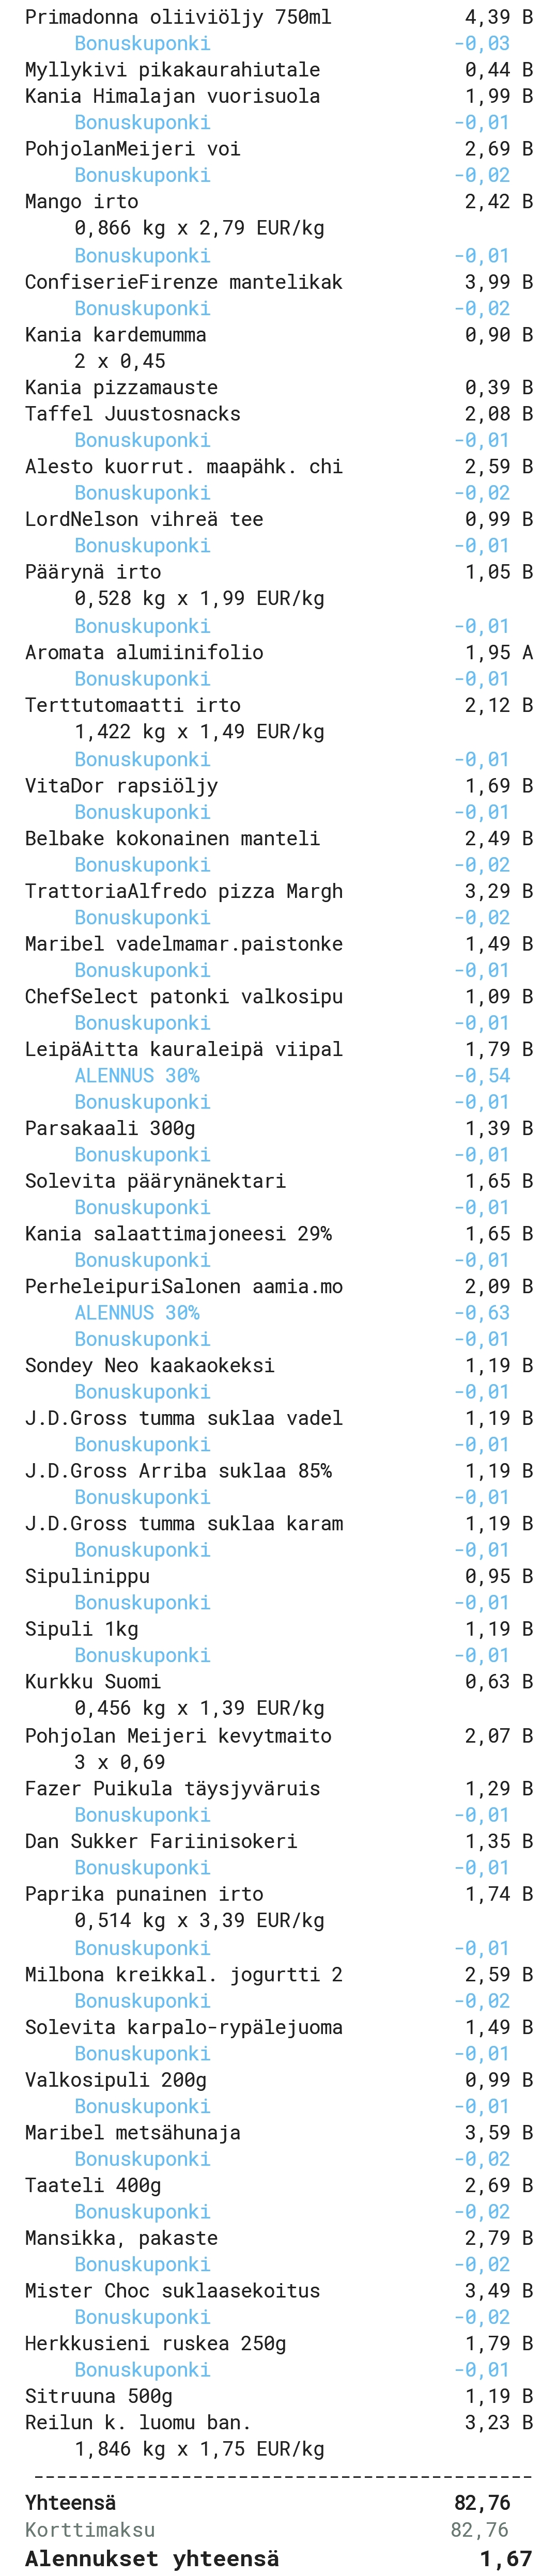 Primadonna oliiviöljy 750ml 4,39 B
Bonuskuponki -0,03
Myllykivi pikakaurahiutale 0,44 B
Kania Himalajan vuorisuola 1,99 B
Bonuskuponki -0,01
PohjolanMeijeri voi 2,69 B
Bonuskuponki -0,02
Mango irto 2,42 B
0,866 kg x 2,79 EUR/kg
Bonuskuponki -0,01
ConfiserieFirenze mantelikak 3,99 B
Bonuskuponki -0,02
Kania kardemumma 0,90 B
2 x 0,45
Kania pizzamauste 0,39 B
Taffel Juustosnacks 2,08 B
Bonuskuponki -0,01
Alesto kuorrut. maapähk. chi 2,59 B
Bonuskuponki -0,02
LordNelson vihreä tee 0,99 B
Bonuskuponki -0,01
Päärynä irto 1,05 B
0,528 kg x 1,99 EUR/kg
Bonuskuponki -0,01
Aromata alumiinifolio 1,95 A
Bonuskuponki -0,01
Terttutomaatti irto 2,12 B
1,422 kg x 1,49 EUR/kg
Bonuskuponki -0,01
VitaDor rapsiöljy 1,69 B
Bonuskuponki -0,01
Belbake kokonainen manteli 2,49 B
Bonuskuponki -0,02
TrattoriaAlfredo pizza Margh 3,29 B
Bonuskuponki -0,02
Maribel vadelmamar.paistonke 1,49 B
Bonuskuponki -0,01
ChefSelect patonki valkosipu 1,09 B
Bonuskuponki -0,01
LeipäAitta kauraleipä viipal 1,79 B
ALENNUS 30% -0,54
Bonuskuponki -0,01
Parsakaali 300g 1,39 B
Bonuskuponki -0,01
Solevita päärynänektari 1,65 B
Bonuskuponki -0,01
Kania salaattimajoneesi 29% 1,65 B
Bonuskuponki -0,01
PerheleipuriSalonen aamia.mo 2,09 B
ALENNUS 30% -0,63
Bonuskuponki -0,01
Sondey Neo kaakaokeksi 1,19 B
Bonuskuponki -0,01
J.D.Gross tumma suklaa vadel 1,19 B
Bonuskuponki -0,01
J.D.Gross Arriba suklaa 85% 1,19 B
Bonuskuponki -0,01
J.D.Gross tumma suklaa karam 1,19 B
Bonuskuponki -0,01
Sipulinippu 0,95 B
Bonuskuponki -0,01
Sipuli 1kg 1,19 B
Bonuskuponki -0,01
Kurkku Suomi 0,63 B
0,456 kg x 1,39 EUR/kg
Pohjolan Meijeri kevytmaito 2,07 B
3 x 0,69
Fazer Puikula täysjyväruis 1,29 B
Bonuskuponki -0,01
Dan Sukker Fariinisokeri 1,35 B
Bonuskuponki -0,01
Paprika punainen irto 1,74 B
0,514 kg x 3,39 EUR/kg
Bonuskuponki -0,01
Milbona kreikkal. jogurtti 2 2,59 B
Bonuskuponki -0,02
Solevita karpalo-rypälejuoma 1,49 B
Bonuskuponki -0,01
Valkosipuli 200g 0,99 B
Bonuskuponki -0,01
Maribel metsähunaja 3,59 B
Bonuskuponki -0,02
Taateli 400g 2,69 B
Bonuskuponki -0,02
Mansikka, pakaste 2,79 B
Bonuskuponki -0,02
Mister Choc suklaasekoitus 3,49 B
Bonuskuponki -0,02
Herkkusieni ruskea 250g 1,79 B
Bonuskuponki -0,01
Sitruuna 500g 1,19 B
Reilun k. luomu ban. 3,23 B
1,846 kg x 1,75 EUR/kg
--------------------------------------------
Yhteensä 82,76
Korttimaksu 82,76
Alennukset yhteensä 1,67